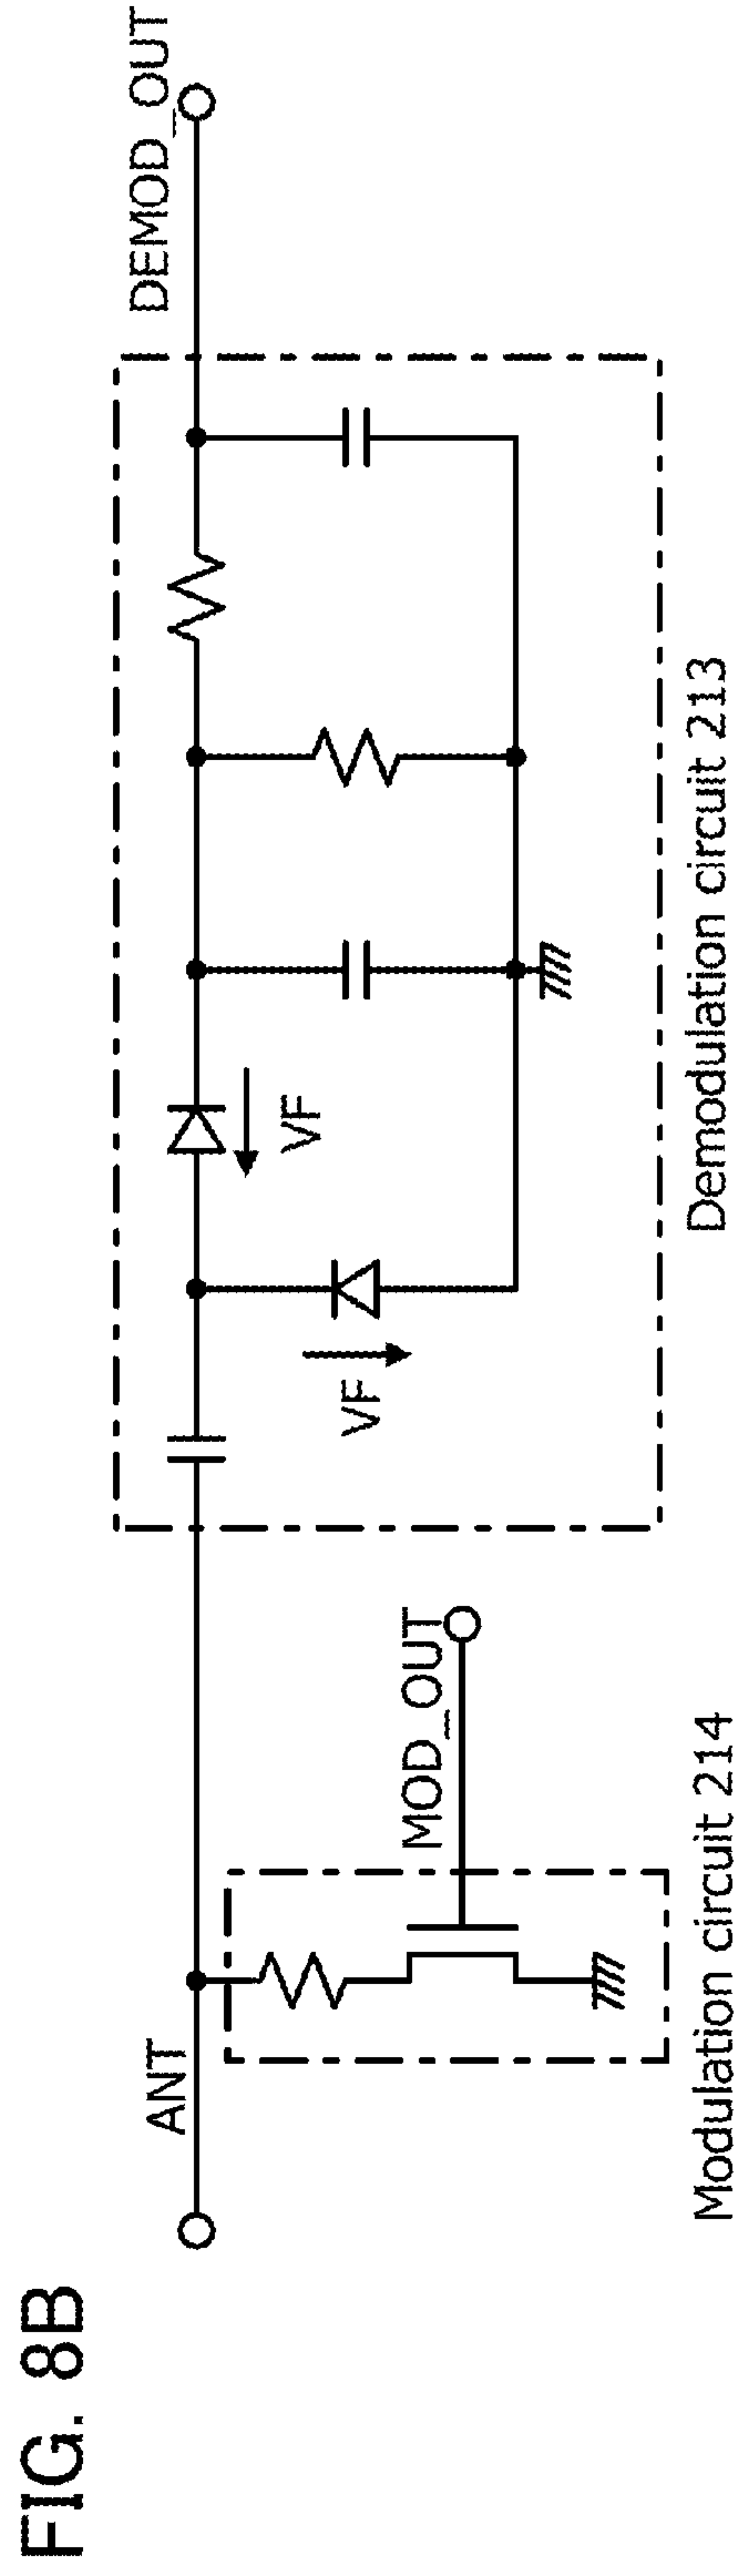 FIG. 8B
ANT
DEMOD_OUT
VF
VF
MOD_OUT
Modulation circuit 214
Demodulation circuit 213